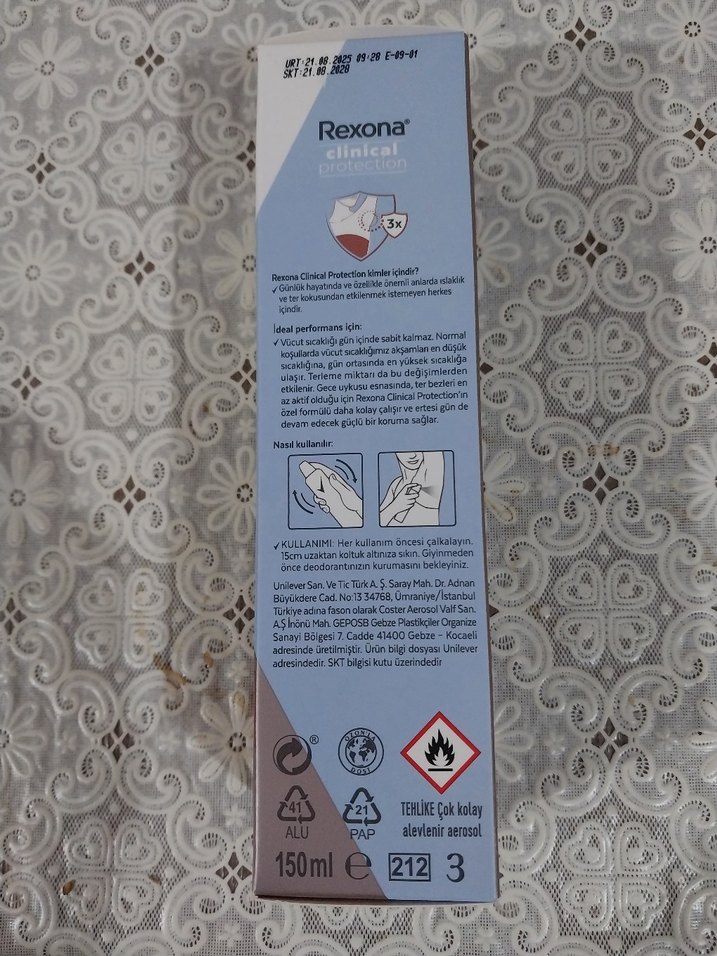 URT:21.08.2025 09:28 E-09-01
SKT:21.08.2028
Rexona®
clinical
protection
3x
Rexona Clinical Protection kimler içindir?
✓ Günlük hayatında ve özellikle önemli anlarda ıslaklık
ve ter kokusundan etkilenmek istemeyen herkes
içindir.
İdeal performans için:
✓ Vücut sıcaklığı gün içinde sabit kalmaz. Normal
koşullarda vücut sıcaklığımız akşamları en düşük
sıcaklığına, gün ortasında en yüksek sıcaklığa
ulaşır. Terleme miktarı da bu değişimlerden
etkilenir. Gece uykusu esnasında, ter bezleri en
az aktif olduğu için Rexona Clinical Protection'ın
özel formülü daha kolay çalışır ve ertesi gün de
devam edecek güçlü bir koruma sağlar.
Nasıl kullanılır:
✓ KULLANIMI: Her kullanım öncesi çalkalayın.
15cm uzaktan koltuk altınıza sıkın. Giyinmeden
önce deodorantınızın kurumasını bekleyiniz.
Unilever San. Ve Tic Türk A. Ş. Saray Mah. Dr. Adnan
Büyükdere Cad. No:13 34768, Ümraniye/İstanbul
Türkiye adına fason olarak Coster Aerosol Valf San.
A.Ş İnönü Mah. GEPOSB Gebze Plastikçiler Organize
Sanayi Bölgesi 7. Cadde 41400 Gebze - Kocaeli
adresinde üretilmiştir. Ürün bilgi dosyası Unilever
adresindedir. SKT bilgisi kutu üzerindedir
®
OZON'LA
DOST
41
ALU
21
PAP
TEHLİKE Çok kolay
alevlenir aerosol
150ml e 212 3